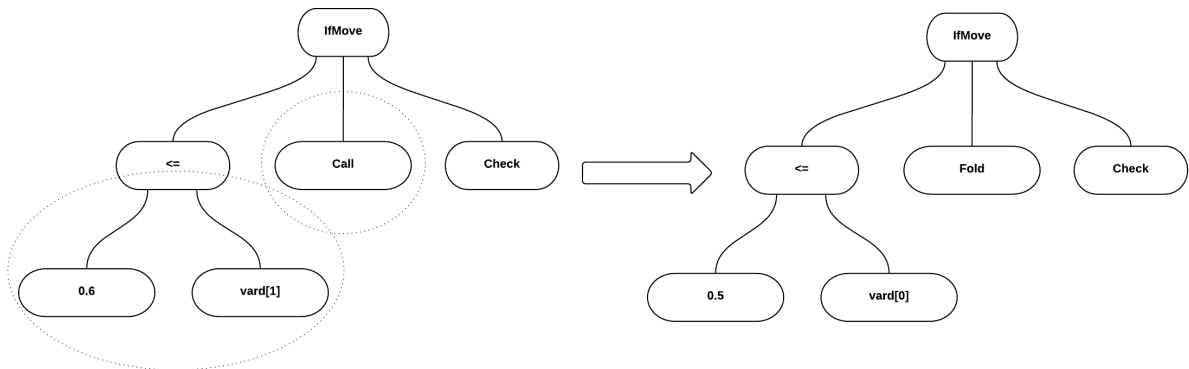 IfMove
<=
Call
Check
0.6
vard[1]
IfMove
<=
Fold
Check
0.5
vard[0]